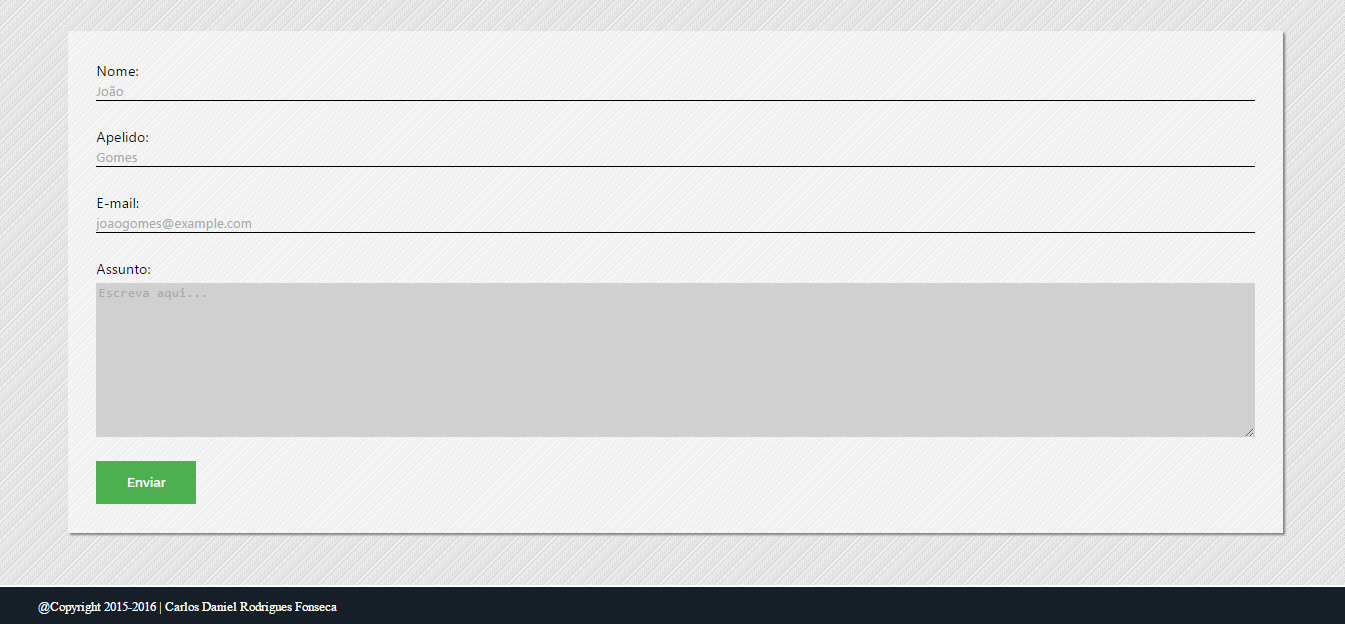 Nome:
João
Apelido:
Gomes
E-mail:
joaogomes@example.com
Assunto:
Escreva aqui...
Enviar
@Copyright 2015-2016 | Carlos Daniel Rodrigues Fonseca